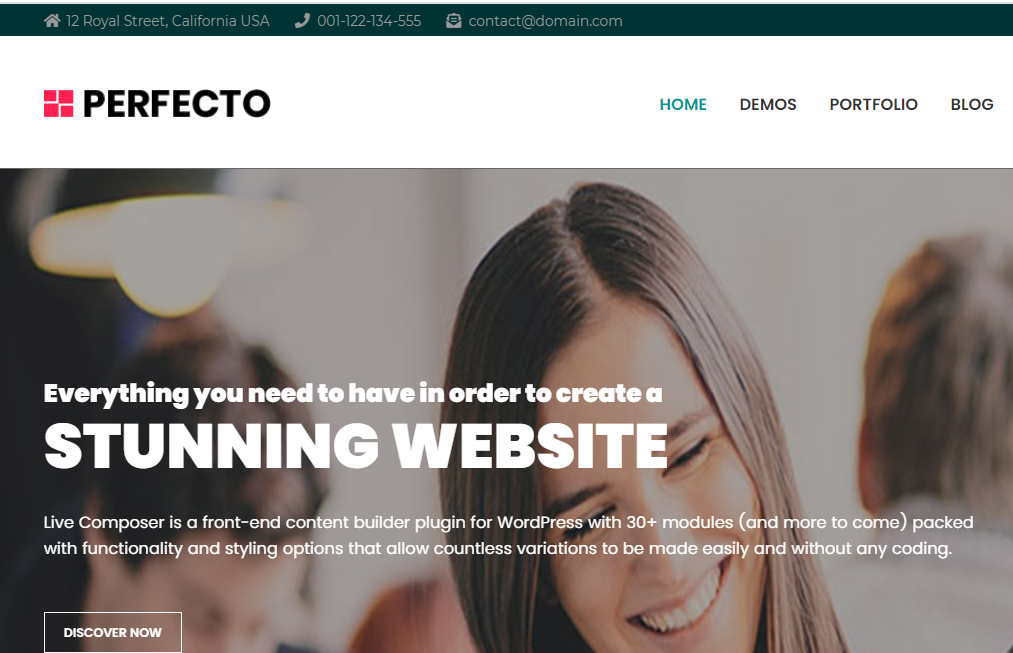 12 Royal Street, California USA 001-122-134-555 contact@domain.com
PERFECTO HOME DEMOS PORTFOLIO BLOG
Everything you need to have in order to create a
STUNNING WEBSITE
Live Composer is a front-end content builder plugin for WordPress with 30+ modules (and more to come) packed
with functionality and styling options that allow countless variations to be made easily and without any coding.
DISCOVER NOW